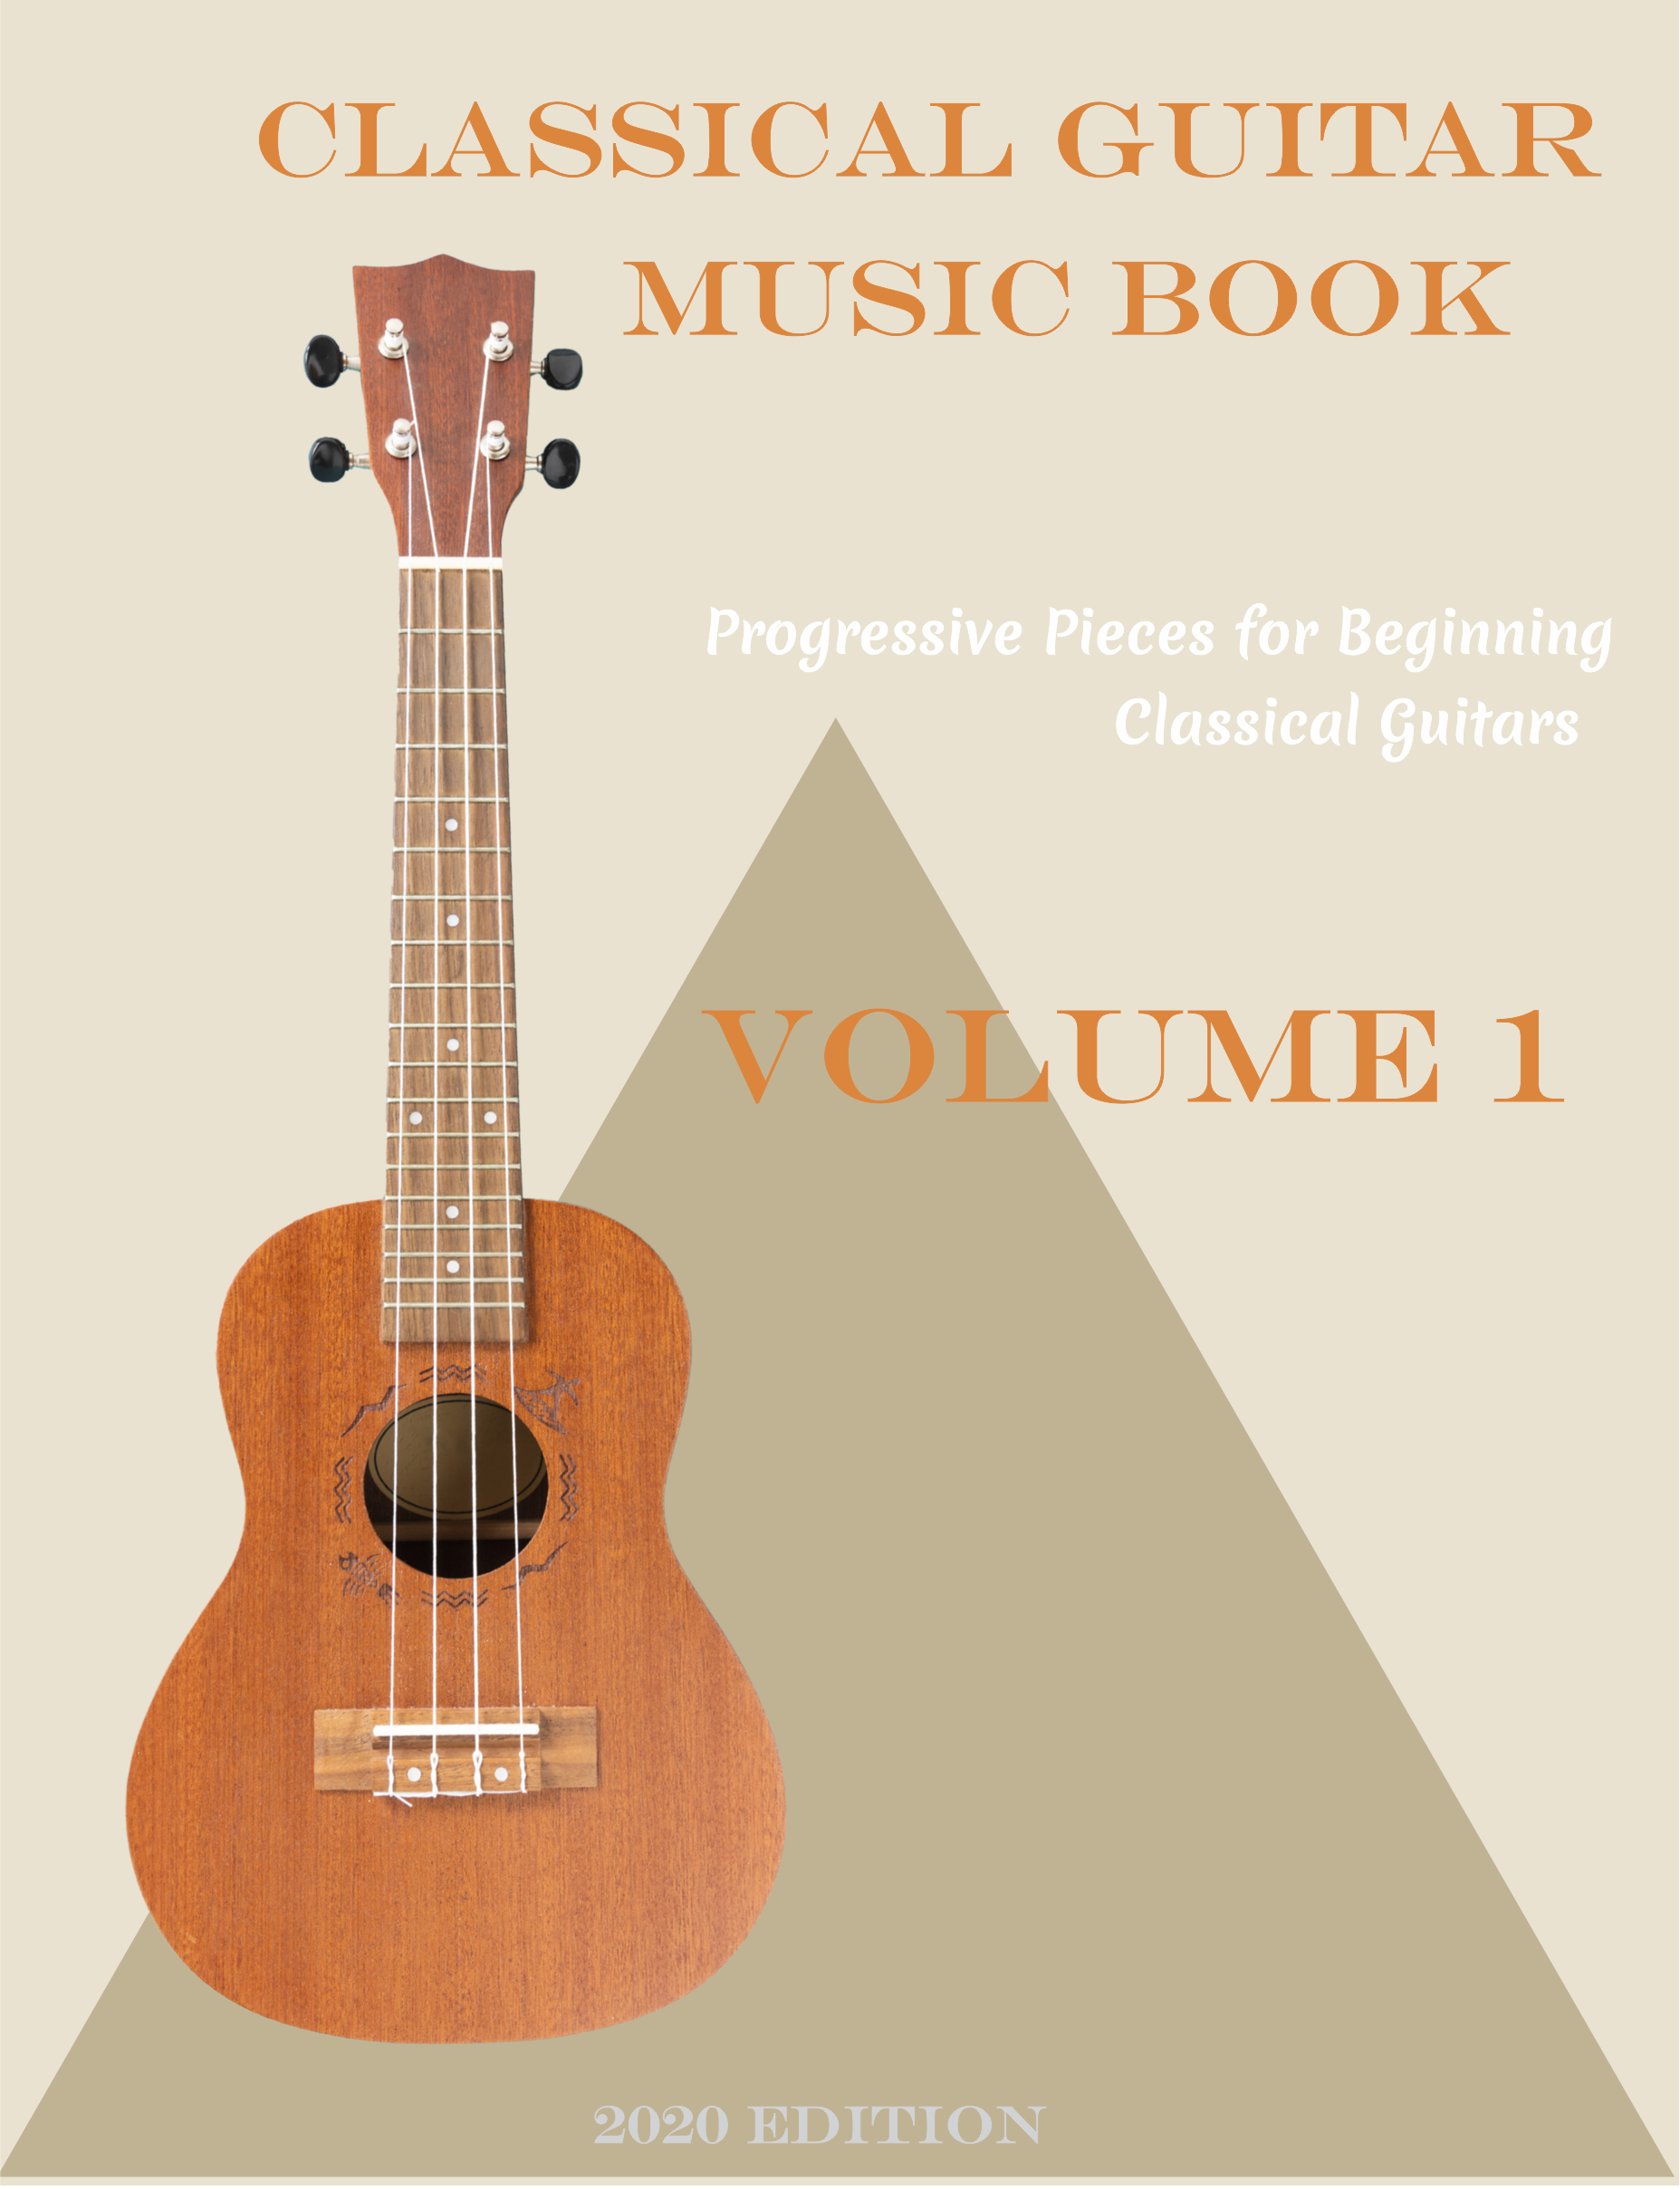 CLASSICAL GUITAR
MUSIC BOOK
Progressive Pieces for Beginning
Classical Guitars
VOLUME 1
2020 EDITION